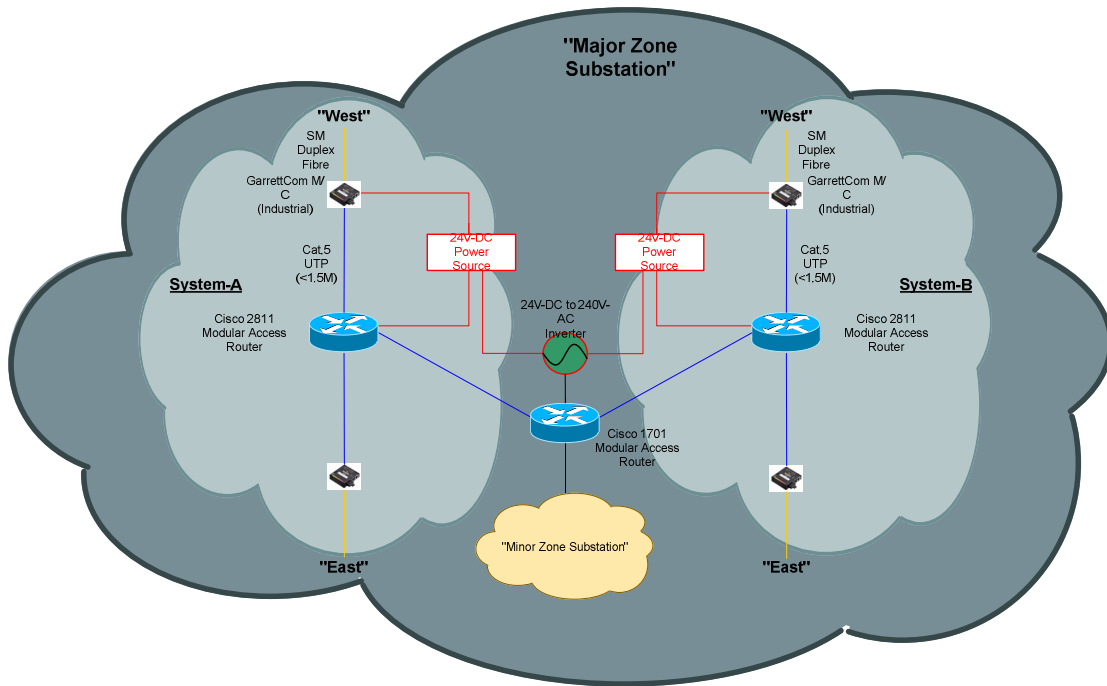 "Major Zone
Substation"
"West"
SM
Duplex
Fibre
GarrettCom M/
C
(Industrial)
24V-DC
Power
Source
Cat.5
UTP
(<1.5M)
System-A
Cisco 2811
Modular Access
Router
"East"
24V-DC to 240V-
AC
Inverter
Cisco 1701
Modular Access
Router
"Minor Zone Substation"
"West"
SM
Duplex
Fibre
GarrettCom M/
C
(Industrial)
24V-DC
Power
Source
Cat.5
UTP
(<1.5M)
System-B
Cisco 2811
Modular Access
Router
"East"